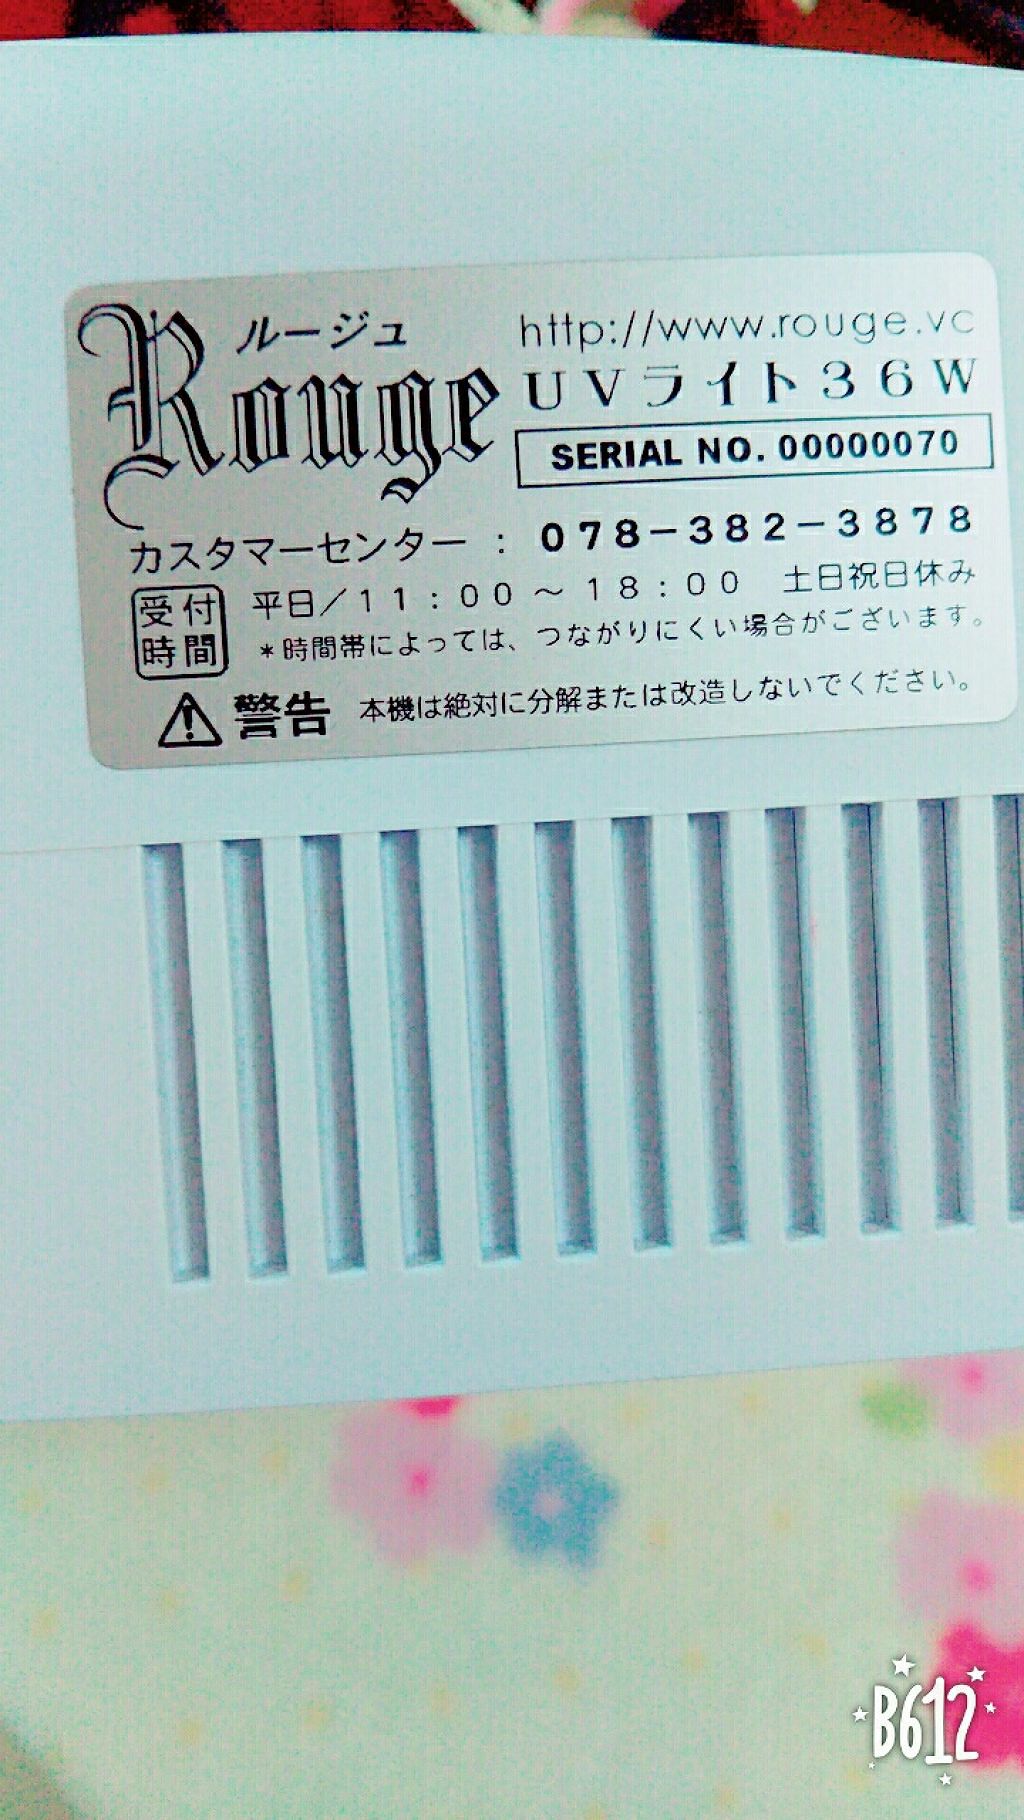 ルージュ
Rouge
http://www.rouge.vc
UVライト36W
SERIAL NO. 00000070
カスタマーセンター : 078-382-3878
受付時間
平日/11:00~18:00 土日祝日休み
*時間帯によっては、つながりにくい場合がございます。
警告 本機は絶対に分解または改造しないでください。
B612